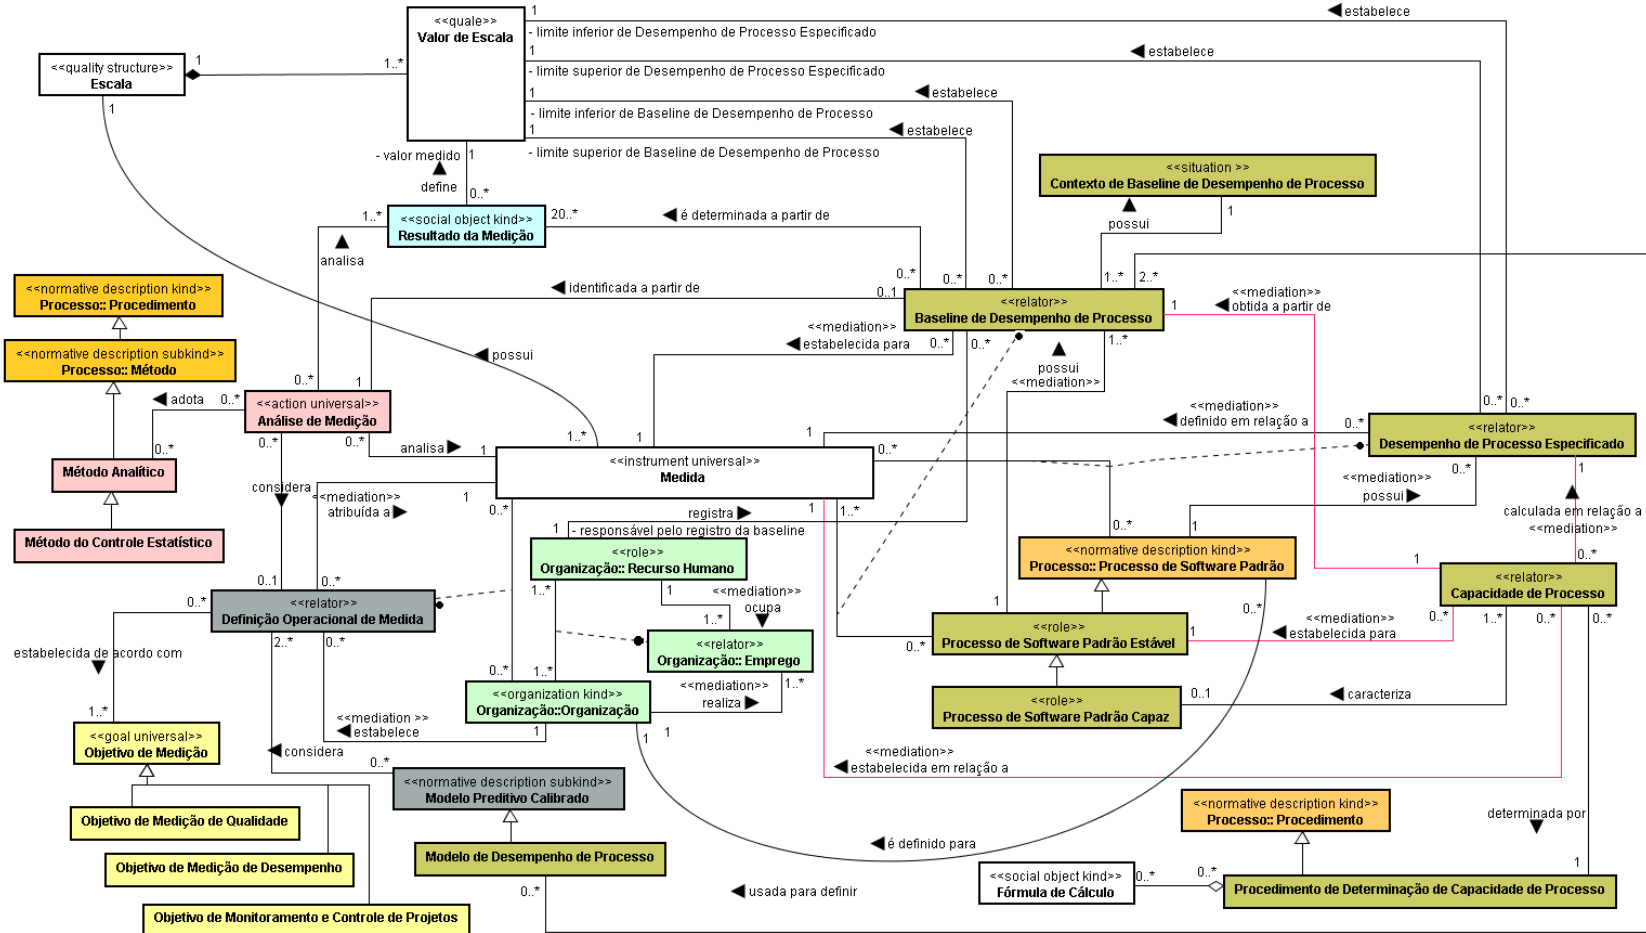 <<quale>>
Valor de Escala
1
◀ estabelece
- limite inferior de Desempenho de Processo Especificado
1
◀ estabelece
- limite superior de Desempenho de Processo Especificado
1
◀ estabelece
- limite inferior de Baseline de Desempenho de Processo
1
◀ estabelece
- limite superior de Baseline de Desempenho de Processo
<<quality structure>>
Escala
1
1..*
1
- valor medido
1
define
0..*
<<situation >>
Contexto de Baseline de Desempenho de Processo
1
possui
1..*
2..*
<<social object kind>>
Resultado da Medição
1..*
20..*
◀ é determinada a partir de
analisa
0..*
0..*
0..*
0..1
◀ identificada a partir de
<<relator>>
Baseline de Desempenho de Processo
<<normative description kind>>
Processo:: Procedimento
<<normative description subkind>>
Processo:: Método
<<mediation>>
◀ obtida a partir de
1
<<mediation>>
◀ estabelecida para
0..*
0..*
1..*
possui
<<mediation>>
◀ possui
0..*
1
◀ adota
0..*
0..*
<<action universal>>
Análise de Medição
0..*
0..*
analisa ▶
1
1..*
1
Método Analítico
Método do Controle Estatístico
<<mediation>>
◀ definido em relação a
1
0..*
0..*
0..*
<<relator>>
Desempenho de Processo Especificado
0..*
1
<<mediation>>
possui ▶
calculada em relação a
<<mediation>>
0..*
<<instrument universal>>
Medida
0..*
considera
<<mediation>>
atribuída a ▶
1
0..*
registra ▶
1
- responsável pelo registro da baseline
1
1..*
0..*
1
<<role>>
Organização:: Recurso Humano
1..*
1
<<mediation>>
ocupa
1..*
<<normative description kind>>
Processo:: Processo de Software Padrão
0..*
1
<<relator>>
Capacidade de Processo
0..1
0..*
<<relator>>
Definição Operacional de Medida
0..*
2..*
0..*
<<relator>>
Organização:: Emprego
1..*
1
0..*
<<role>>
Processo de Software Padrão Estável
1
<<mediation>>
◀ estabelecida para
0..*
1..*
0..*
0..*
estabelecida de acordo com
1..*
0..*
1..*
<<organization kind>>
Organização::Organização
<<mediation>>
realiza ▶
1
1
1
<<mediation >>
◀ estabelece
<<role>>
Processo de Software Padrão Capaz
0..1
◀ caracteriza
<<goal universal>>
Objetivo de Medição
◀ considera
0..*
<<mediation>>
◀ estabelecida em relação a
<<normative description subkind>>
Modelo Preditivo Calibrado
Objetivo de Medição de Qualidade
Objetivo de Medição de Desempenho
Objetivo de Monitoramento e Controle de Projetos
Modelo de Desempenho de Processo
0..*
◀ é definido para
◀ usada para definir
<<normative description kind>>
Processo:: Procedimento
determinada por
1
<<social object kind>>
Fórmula de Cálculo
0..*
0..*
Procedimento de Determinação de Capacidade de Processo